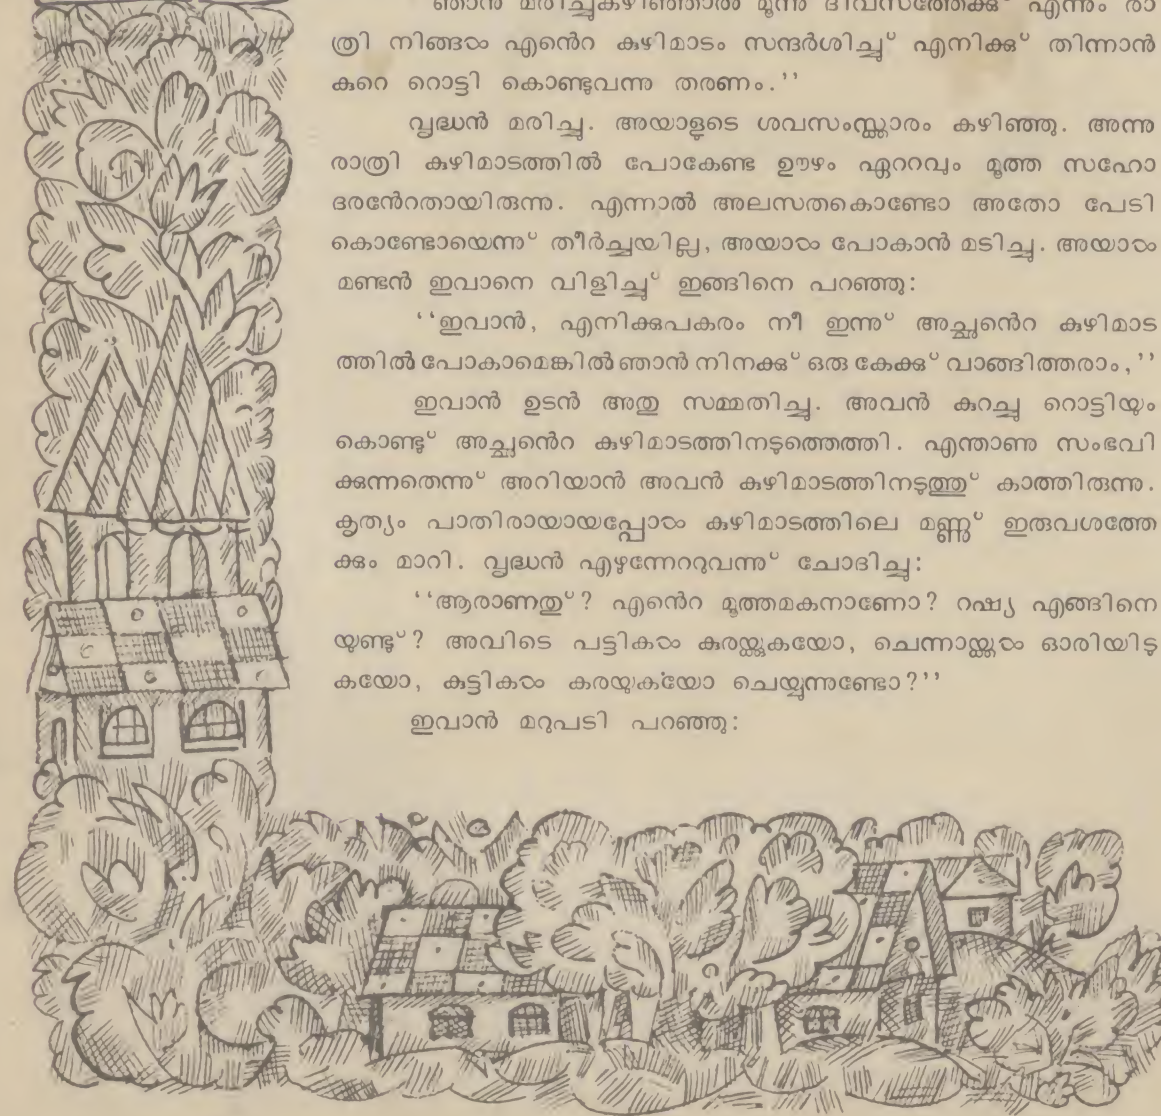 ഞാൻ മരിച്ചുകഴിഞ്ഞാൽ മൂന്നു ദിവസത്തേക്കു് എന്നും രാ
ത്രി നിങ്ങൾ എൻെറ കുഴിമാടം സന്ദർശിച്ചു് എനിക്കു് തിന്നാൻ
കുറെ റൊട്ടി കൊണ്ടുവന്നു തരണം.''
വൃദ്ധൻ മരിച്ചു. അയാളുടെ ശവസംസ്ക്കാരം കഴിഞ്ഞു. അന്നു
രാത്രി കുഴിമാടത്തിൽ പോകേണ്ട ഊഴം ഏററവും മൂത്ത സഹോ
ദരൻേറതായിരുന്നു. എന്നാൽ അലസതകൊണ്ടോ അതോ പേടി
കൊണ്ടോയെന്നു് തീർച്ചയില്ല, അയാൾ പോകാൻ മടിച്ചു. അയാൾ
മണ്ടൻ ഇവാനെ വിളിച്ചു് ഇങ്ങിനെ പറഞ്ഞു:
''ഇവാൻ, എനിക്കുപകരം നീ ഇന്നു് അച്ഛൻെറ കുഴിമാട
ത്തിൽ പോകാമെങ്കിൽ ഞാൻ നിനക്കു് ഒരു കേക്കു് വാങ്ങിത്തരാം,''
ഇവാൻ ഉടൻ അതു സമ്മതിച്ചു. അവൻ കുറച്ചു റൊട്ടിയും
കൊണ്ടു് അച്ഛൻെറ കുഴിമാടത്തിനടുത്തെത്തി. എന്താണു സംഭവി
ക്കുന്നതെന്നു് അറിയാൻ അവൻ കുഴിമാടത്തിനടുത്തു് കാത്തിരുന്നു.
കൃത്യം പാതിരായായപ്പോൾ കുഴിമാടത്തിലെ മണ്ണു് ഇരുവശത്തേ
ക്കും മാറി. വൃദ്ധൻ എഴുന്നേററുവന്നു് ചോദിച്ചു:
''ആരാണതു്? എൻെറ മൂത്തമകനാണോ? റഷ്യ എങ്ങിനെ
യുണ്ടു്? അവിടെ പട്ടികൾ കുരയ്ക്കുകയോ, ചെന്നായ്ക്കൾ ഓരിയിടു
കയോ, കുട്ടികൾ കരയുകയോ ചെയ്യുന്നുണ്ടോ?''
ഇവാൻ മറുപടി പറഞ്ഞു: